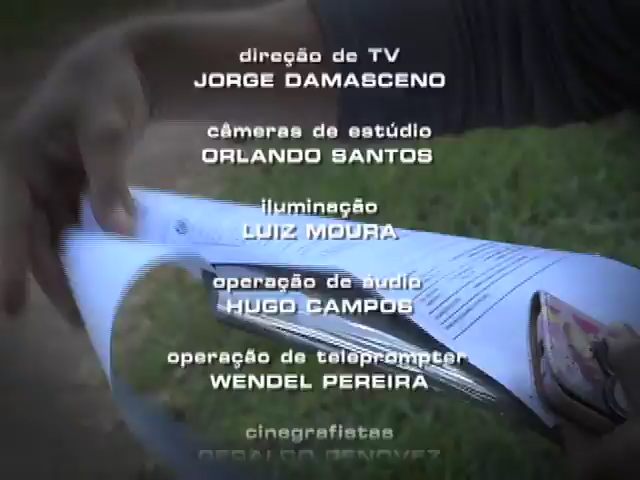 direção de TV
JORGE DAMASCENO
câmeras de estúdio
ORLANDO SANTOS
iluminação
LUIZ MOURA
operação de áudio
HUGO CAMPOS
operação de teleprompter
WENDEL PEREIRA
cinegrafistas